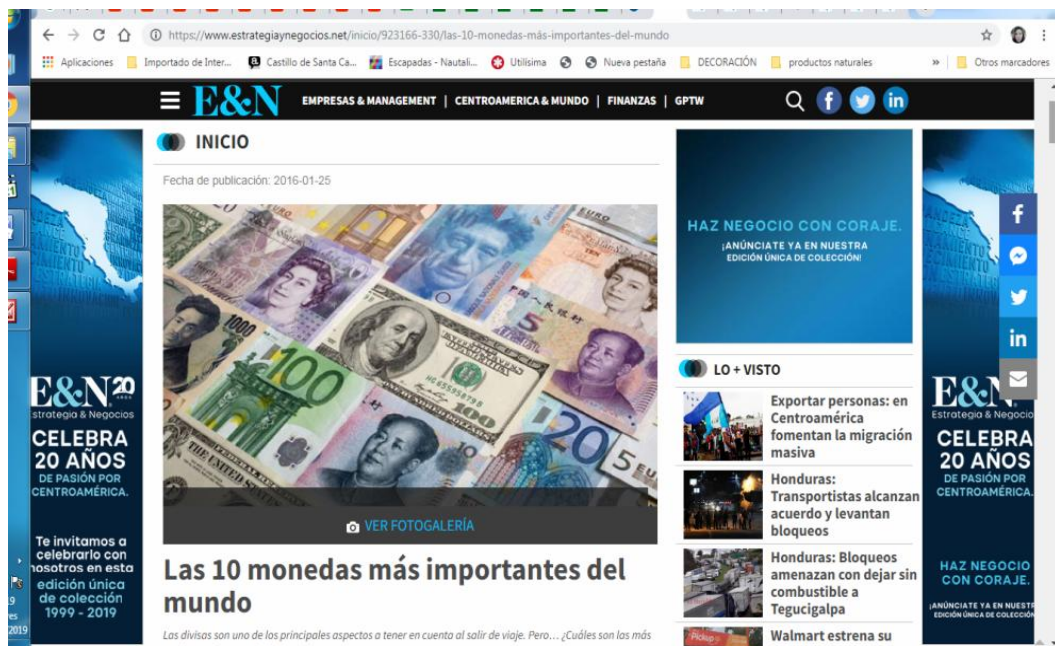 https://www.estrategiaynegocios.net/inicio/923166-330/las-10-monedas-más-importantes-del-mundo
Aplicaciones
Importado de Inter...
Castillo de Santa Ca...
Escapadas - Nautali...
Utilisima
Nueva pestaña
DECORACIÓN
productos naturales
»
Otros marcadores
E&N
EMPRESAS & MANAGEMENT | CENTROAMERICA & MUNDO | FINANZAS | GPTW
INICIO
Fecha de publicación: 2016-01-25
VER FOTOGALERÍA
Las 10 monedas más importantes del
mundo
Las divisas son uno de los principales aspectos a tener en cuenta al salir de viaje. Pero... ¿Cuáles son las más
HAZ NEGOCIO CON CORAJE.
¡ANÚNCIATE YA EN NUESTRA
EDICIÓN ÚNICA DE COLECCIÓN!
LO + VISTO
Exportar personas: en
Centroamérica
fomentan la migración
masiva
Honduras:
Transportistas alcanzan
acuerdo y levantan
bloqueos
Honduras: Bloqueos
amenazan con dejar sin
combustible a
Tegucigalpa
Walmart estrena su
E&N 20
Estrategia & Negocios
CELEBRA
20 AÑOS
DE PASIÓN POR
CENTROAMÉRICA.
Te invitamos a
celebrarlo con
nosotros en esta
edición única
de colección
1999 - 2019
E&N
Estrategia & Negocio
CELEBRA
20 AÑOS
DE PASIÓN POR
CENTROAMÉRICA.
HAZ NEGOCIO
CON CORAJE.
¡ANÚNCIATE YA EN NUESTR
EDICIÓN ÚNICA DE COLECCIÓN